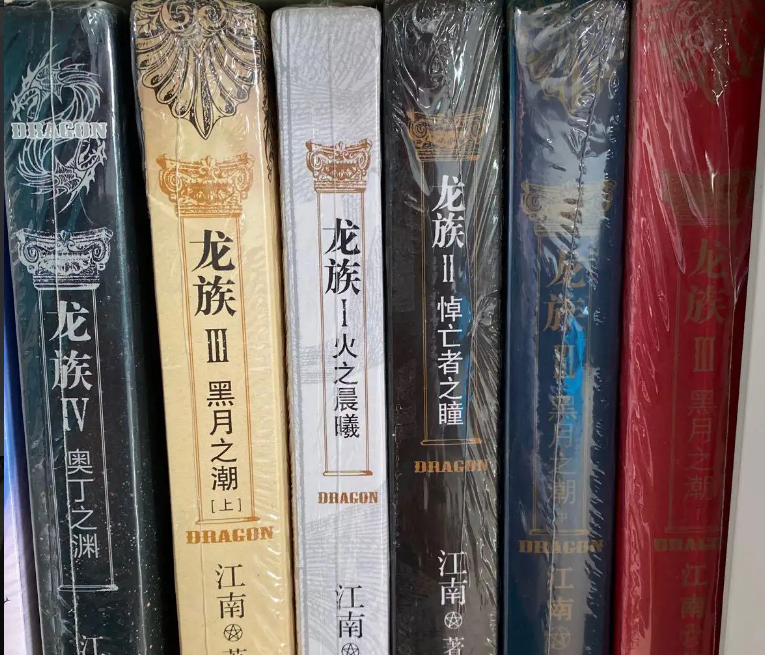 DRAGON
龙族 IV
奥丁之渊
江
龙族 III
黑月之潮
[上]
DRAGON
江南 著
龙族 I
火之晨曦
DRAGON
江南
龙族 II
悼亡者之瞳
DRAGON
江南 著
龙族 III
黑月之潮
DRAGON
江南
龙族 III
黑月之潮
DRAGON
江南